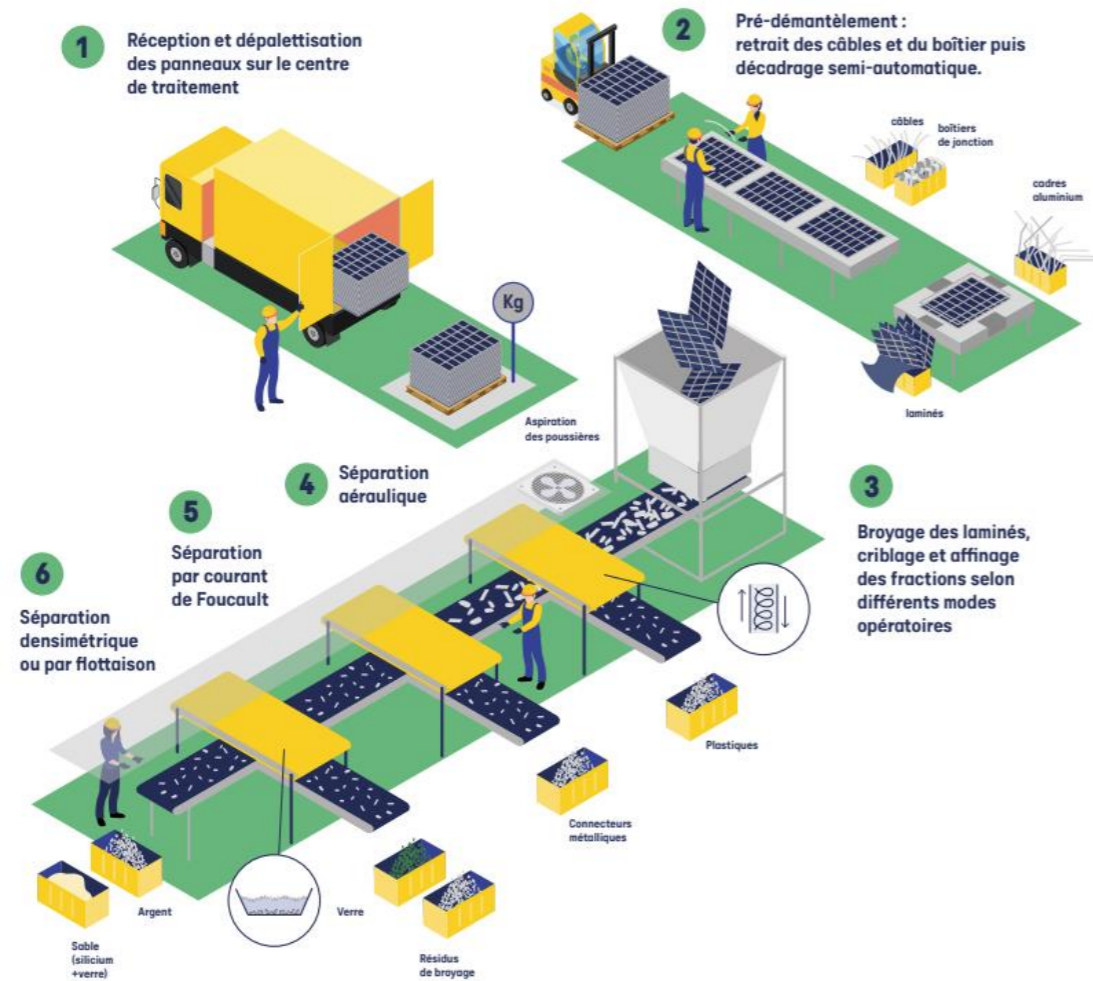 1
Réception et dépalettisation
des panneaux sur le centre
de traitement
Kg
2
Pré-démantèlement :
retrait des câbles et du boîtier puis
décadrage semi-automatique.
câbles
boîtiers
de jonction
cadres
aluminium
laminés
3
Broyage des laminés,
criblage et affinage
des fractions selon
différents modes
opératoires
Aspiration
des poussières
4
Séparation
aéraulique
Plastiques
5
Séparation
par courant
de Foucault
Connecteurs
métalliques
6
Séparation
densimétrique
ou par flottaison
Verre
Résidus
de broyage
Argent
Sable
(silicium
+verre)